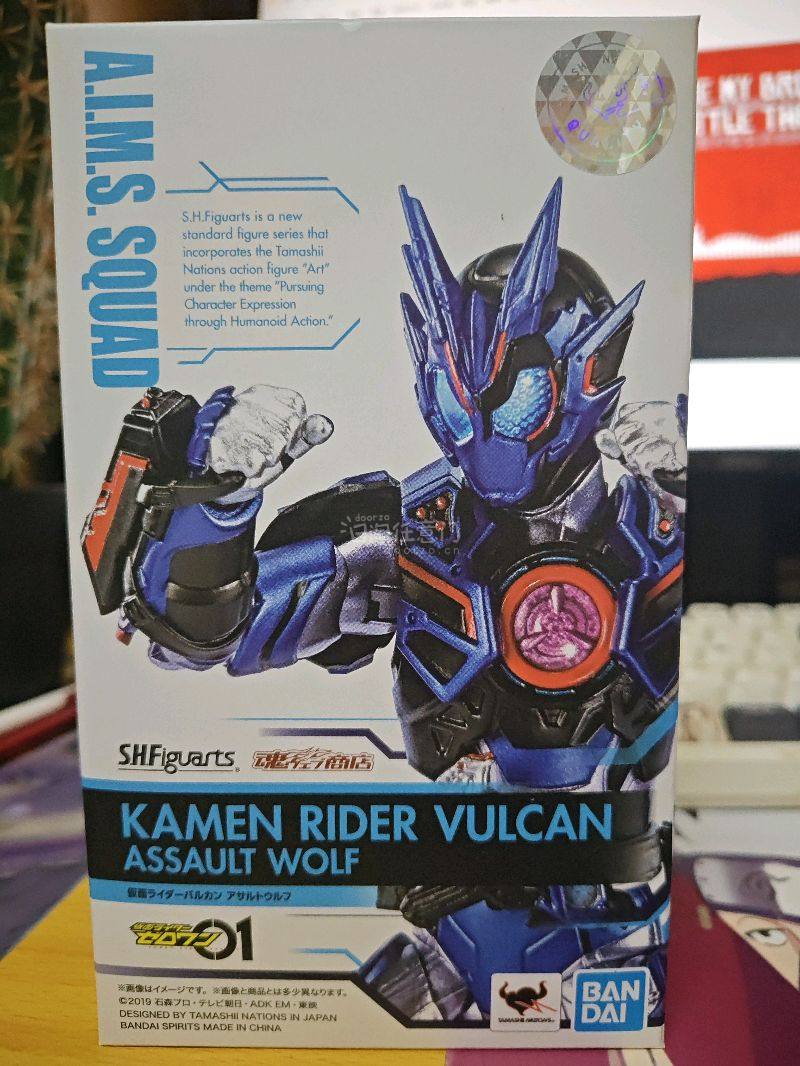 A.I.M.S. SQUAD
S.H.Figuarts is a new
standard figure series that
incorporates the Tamashii
Nations action figure "Art"
under the theme "Pursuing
Character Expression
through Humanoid Action."
doorzo
S.H.Figuarts
魂ウェブ商店
KAMEN RIDER VULCAN
ASSAULT WOLF
仮面ライダーバルカン アサルトウルフ
仮面ライダー
ゼロワン 01
※画像はイメージです。※画像と商品とは多少異なります。
©2019 石森プロ・テレビ朝日・ADK EM・東映
DESIGNED BY TAMASHII NATIONS IN JAPAN
BANDAI SPIRITS MADE IN CHINA
TAMASHII NATIONS
BAN
DAI